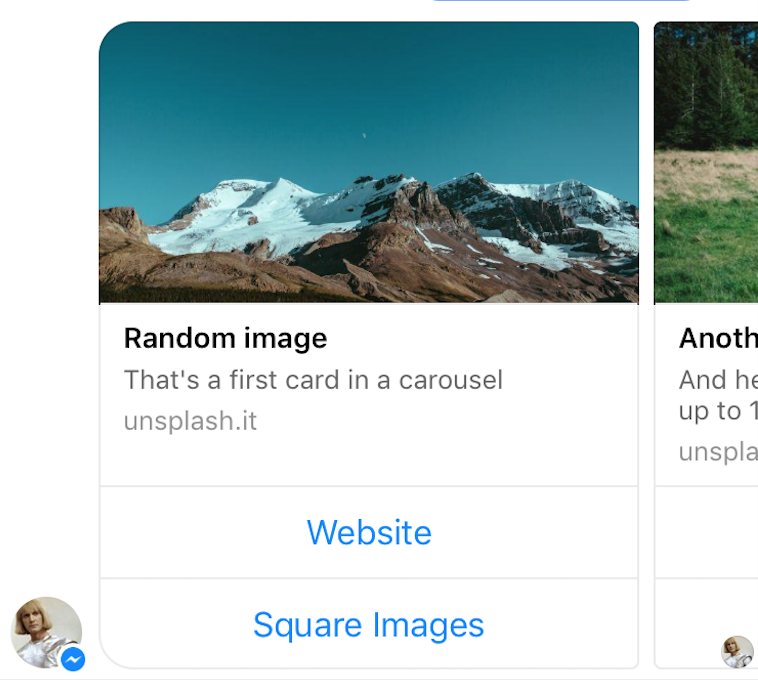 Random image
That's a first card in a carousel
unsplash.it
Website
Square Images
Anoth
And he
up to 1
unspla